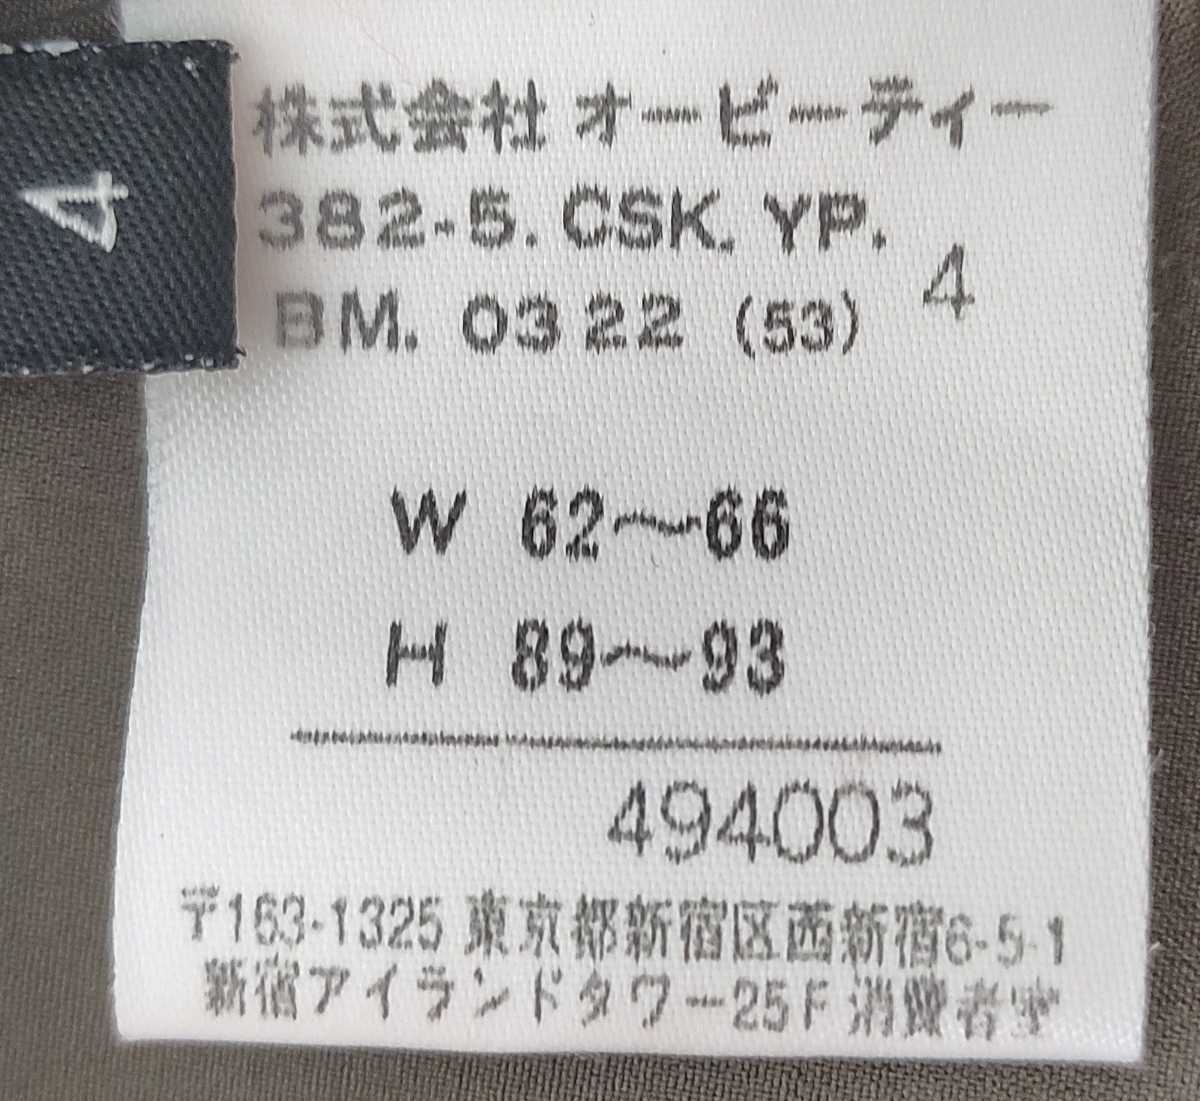 4
株式会社 オービーティー
382-5. CSK. YP.
4
BM. 0322 (53)
W 62〜66
H 89〜93
494003
〒163-1325 東京都新宿区西新宿6-5-1
新宿アイランドタワー25F 消費者室